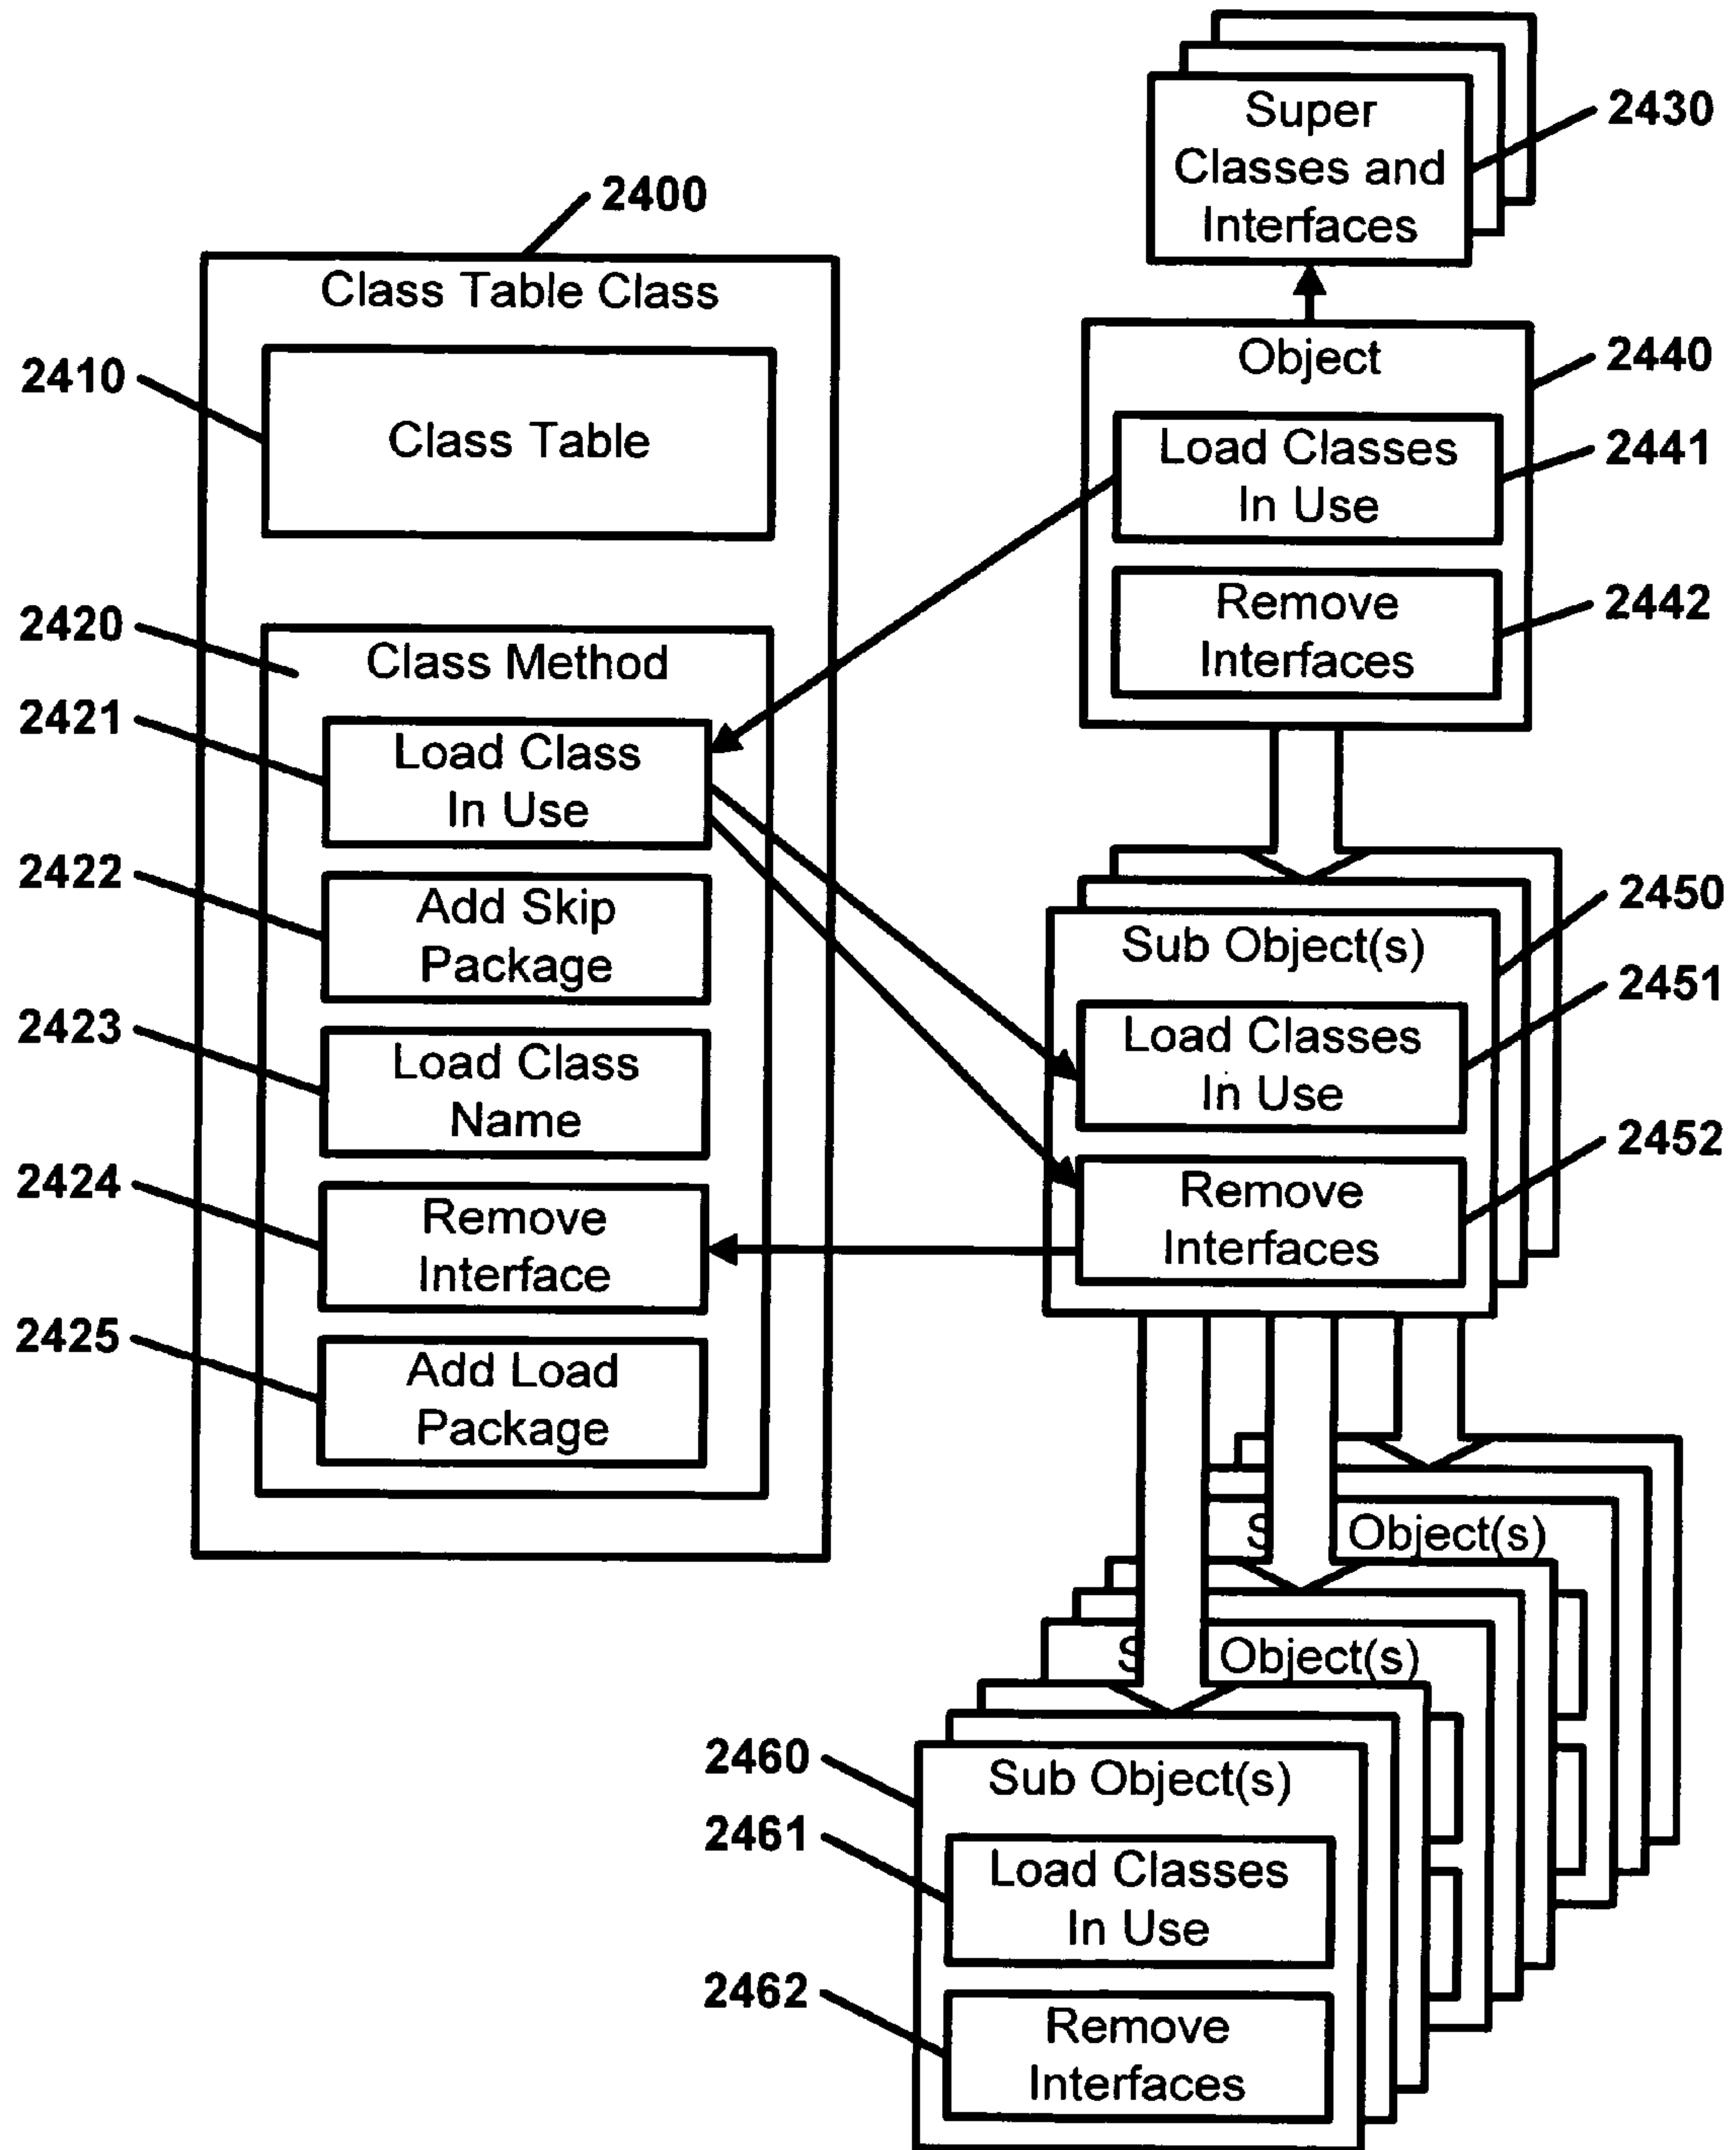 Super
Classes and
Interfaces
2430
2400
Class Table Class
2410
Class Table
Object
2440
Load Classes
In Use
2441
Remove
Interfaces
2442
2420
Class Method
2421
Load Class
In Use
2422
Add Skip
Package
2423
Load Class
Name
2424
Remove
Interface
2425
Add Load
Package
2450
Sub Object(s)
2451
Load Classes
In Use
2452
Remove
Interfaces
Object(s)
Object(s)
2460
Sub Object(s)
2461
Load Classes
In Use
2462
Remove
Interfaces